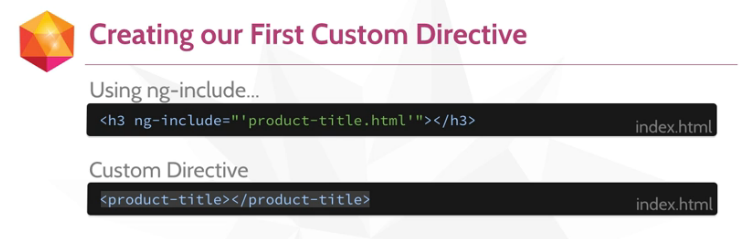 Creating our First Custom Directive
Using ng-include...
<h3 ng-include="'product-title.html'"></h3>
index.html
Custom Directive
<product-title></product-title>
index.html